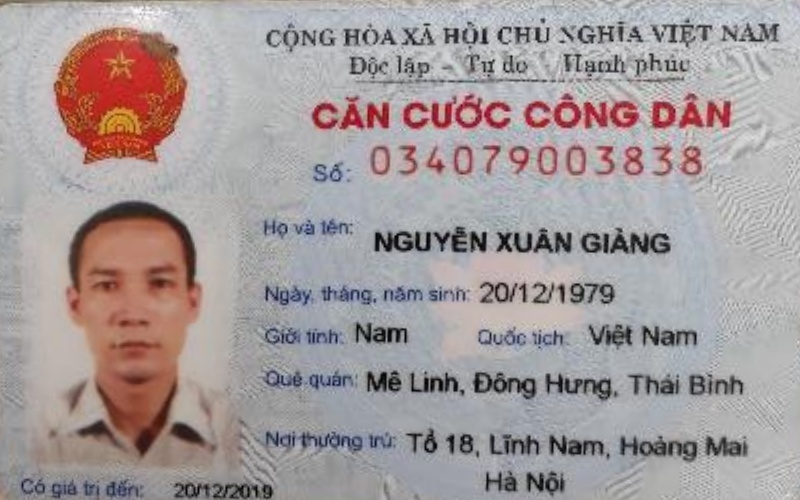 CỘNG HÒA XÃ HỘI CHỦ NGHĨA VIỆT NAM
Độc lập - Tự do - Hạnh phúc
CĂN CƯỚC CÔNG DÂN
Số: 034079003838
Họ và tên: NGUYỄN XUÂN GIẢNG
Ngày, tháng, năm sinh: 20/12/1979
Giới tính: Nam Quốc tịch: Việt Nam
Quê quán: Mê Linh, Đông Hưng, Thái Bình
Nơi thường trú: Tổ 18, Lĩnh Nam, Hoàng Mai
Hà Nội
Có giá trị đến: 20/12/2019